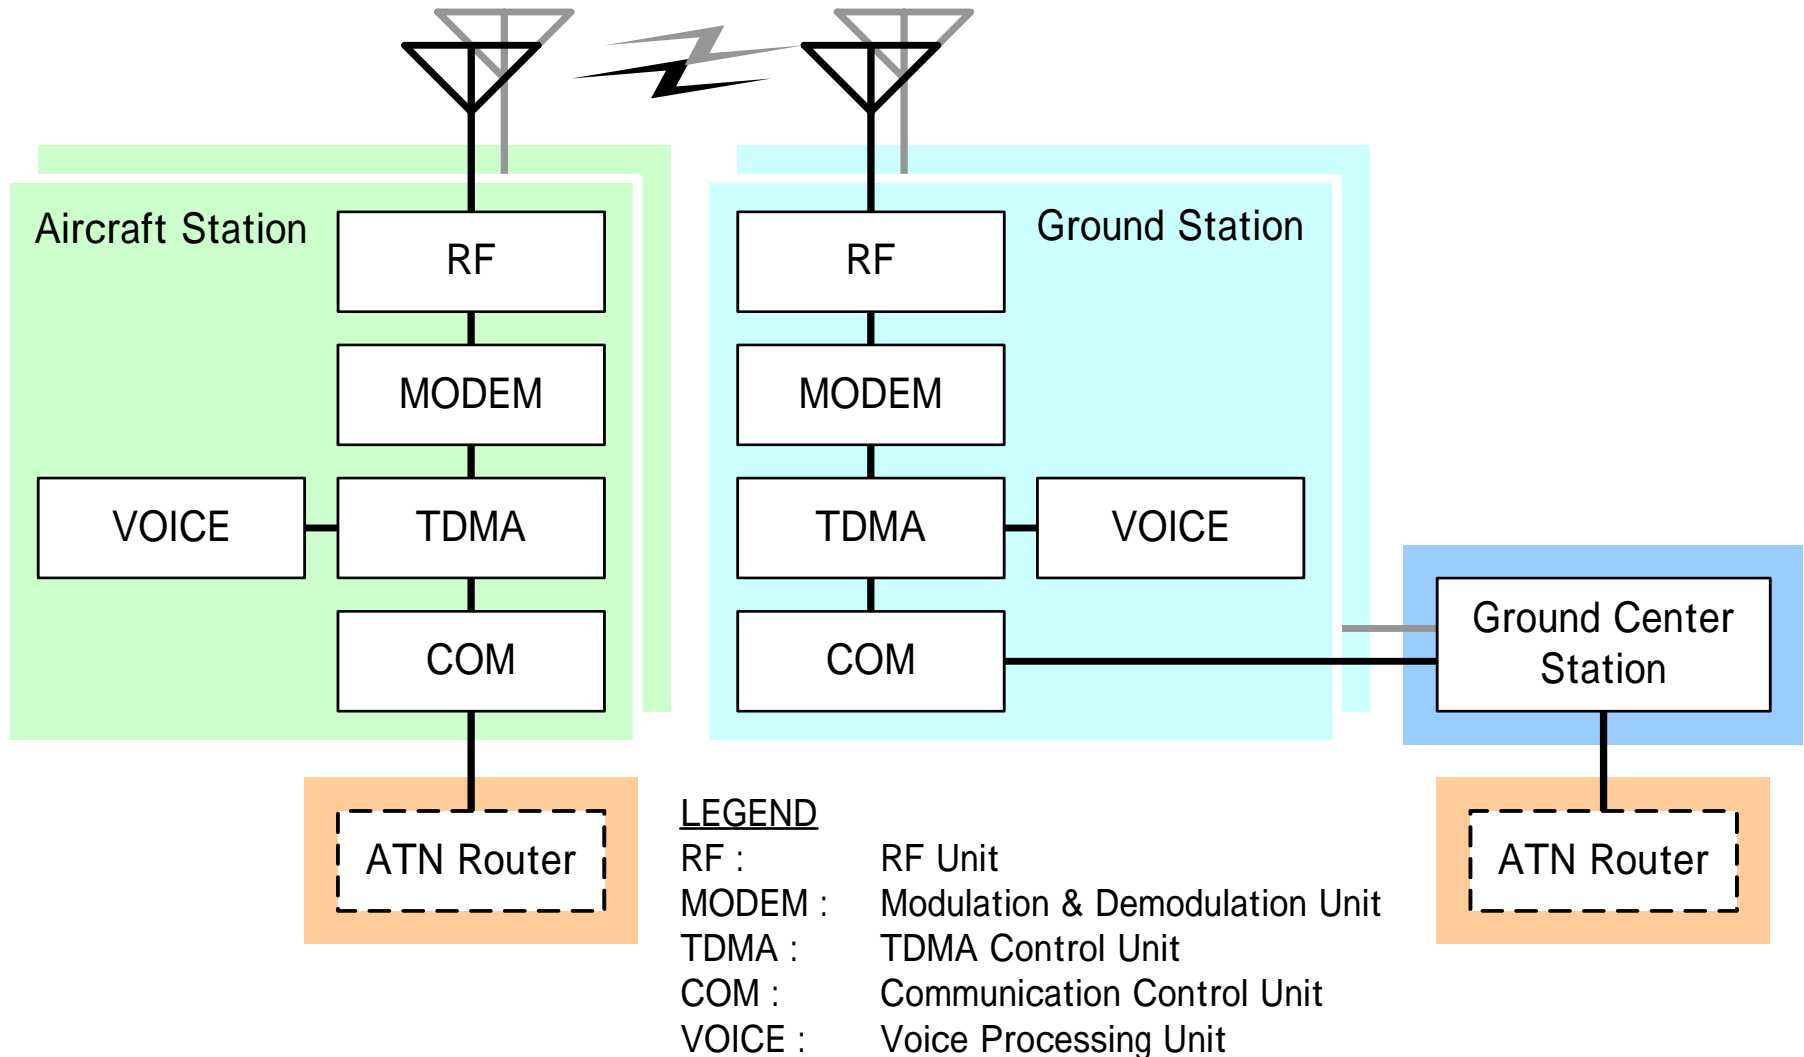 Aircraft Station
RF
MODEM
VOICE
TDMA
COM
ATN Router
Ground Station
RF
MODEM
TDMA
VOICE
COM
Ground Center
Station
ATN Router
LEGEND
RF : RF Unit
MODEM : Modulation & Demodulation Unit
TDMA : TDMA Control Unit
COM : Communication Control Unit
VOICE : Voice Processing Unit